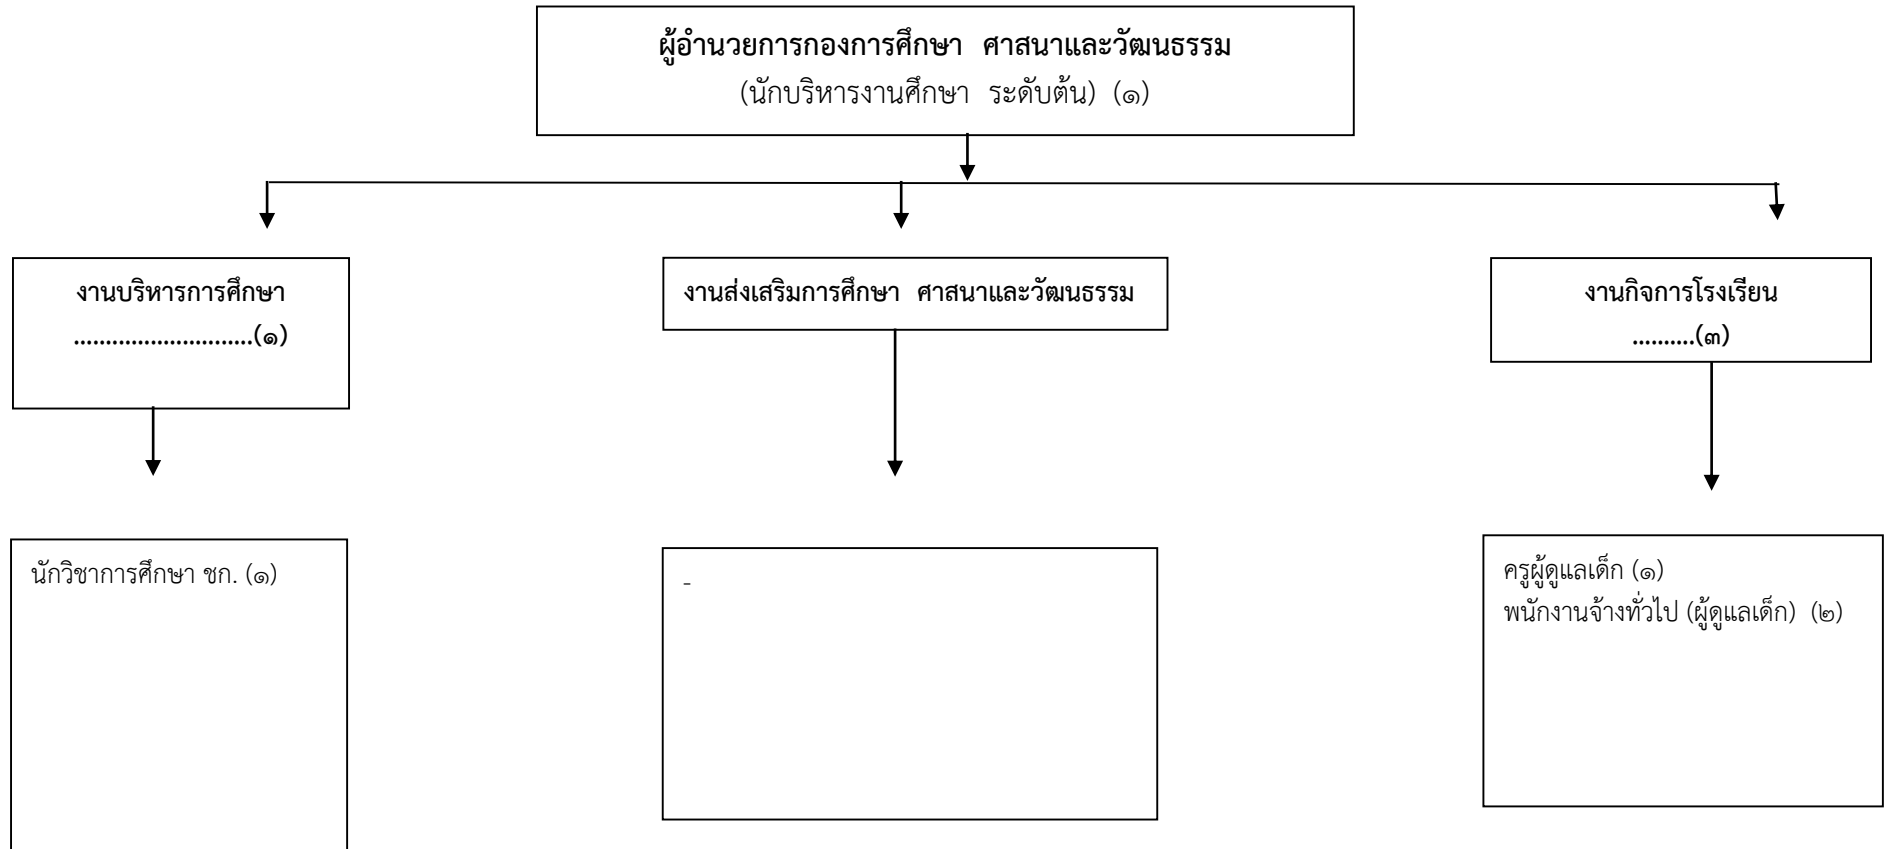 ผู้อำนวยการกองการศึกษา ศาสนาและวัฒนธรรม
(นักบริหารงานศึกษา ระดับต้น) (๑)
งานบริหารการศึกษา
............................(๑)
งานส่งเสริมการศึกษา ศาสนาและวัฒนธรรม
งานกิจการโรงเรียน
..........(๓)
นักวิชาการศึกษา ชก. (๑)
-
ครูผู้ดูแลเด็ก (๑)
พนักงานจ้างทั่วไป (ผู้ดูแลเด็ก) (๒)